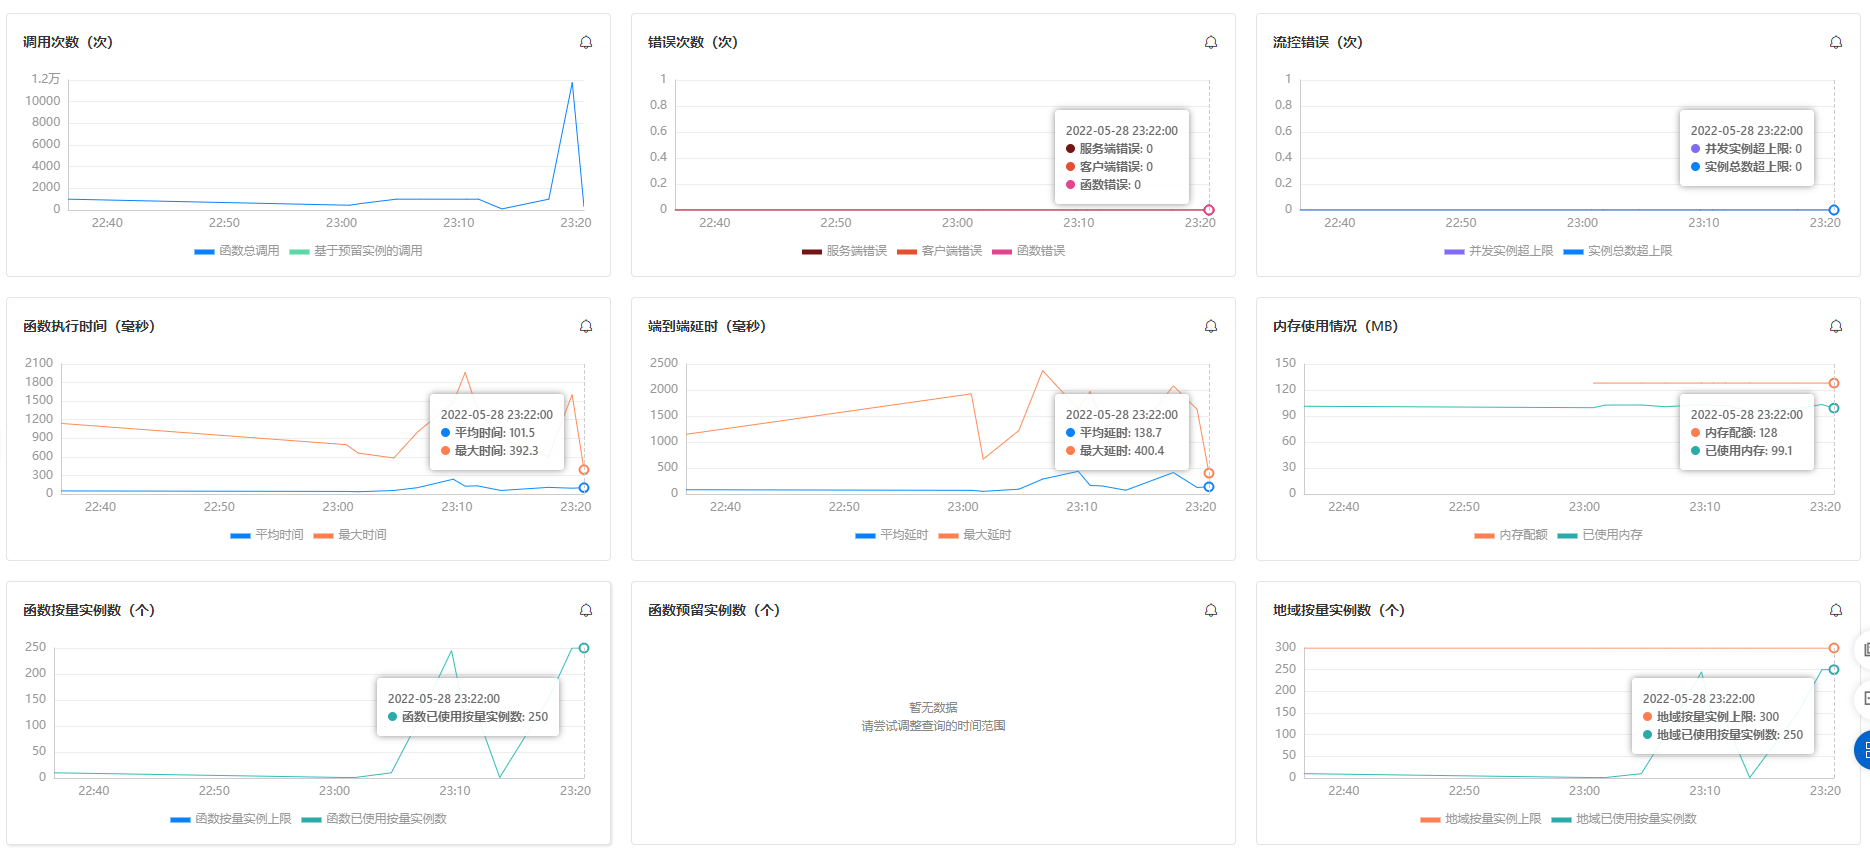 调用次数（次）
1.2万
10000
8000
6000
4000
2000
0
22:40 22:50 23:00 23:10 23:20
函数总调用 基于预留实例的调用
错误次数（次）
1
0.8
0.6
0.4
0.2
0
2022-05-28 23:22:00
服务端错误: 0
客户端错误: 0
函数错误: 0
22:40 22:50 23:00 23:10 23:20
服务端错误 客户端错误 函数错误
流控错误（次）
1
0.8
0.6
0.4
0.2
0
2022-05-28 23:22:00
并发实例超上限: 0
实例总数超上限: 0
22:40 22:50 23:00 23:10 23:20
并发实例超上限 实例总数超上限
函数执行时间（毫秒）
2100
1800
1500
1200
900
600
300
0
2022-05-28 23:22:00
平均时间: 101.5
最大时间: 392.3
22:40 22:50 23:00 23:10 23:20
平均时间 最大时间
端到端延时（毫秒）
2500
2000
1500
1000
500
0
2022-05-28 23:22:00
平均延时: 138.7
最大延时: 400.4
22:40 22:50 23:00 23:10 23:20
平均延时 最大延时
内存使用情况（MB）
150
120
90
60
30
0
2022-05-28 23:22:00
内存配额: 128
已使用内存: 99.1
22:40 22:50 23:00 23:10 23:20
内存配额 已使用内存
函数按量实例数（个）
250
200
150
100
50
0
2022-05-28 23:22:00
函数已使用按量实例数: 250
22:40 22:50 23:00 23:10 23:20
函数按量实例上限 函数已使用按量实例数
函数预留实例数（个）
暂无数据
请尝试调整查询的时间范围
地域按量实例数（个）
300
250
200
150
100
50
0
2022-05-28 23:22:00
地域按量实例上限: 300
地域已使用按量实例数: 250
22:40 22:50 23:00 23:10 23:20
地域按量实例上限 地域已使用按量实例数